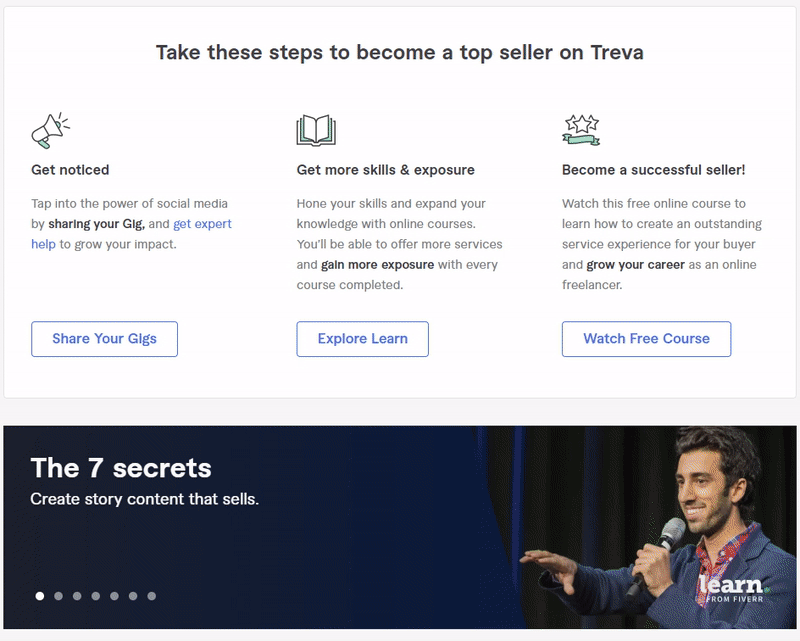 Take these steps to become a top seller on Treva
Get noticed
Tap into the power of social media
by sharing your Gig, and get expert
help to grow your impact.
Share Your Gigs
Get more skills & exposure
Hone your skills and expand your
knowledge with online courses.
You'll be able to offer more services
and gain more exposure with every
course completed.
Explore Learn
Become a successful seller!
Watch this free online course to
learn how to create an outstanding
service experience for your buyer
and grow your career as an online
freelancer.
Watch Free Course
The 7 secrets
Create story content that sells.
learn.
FROM FIVERR